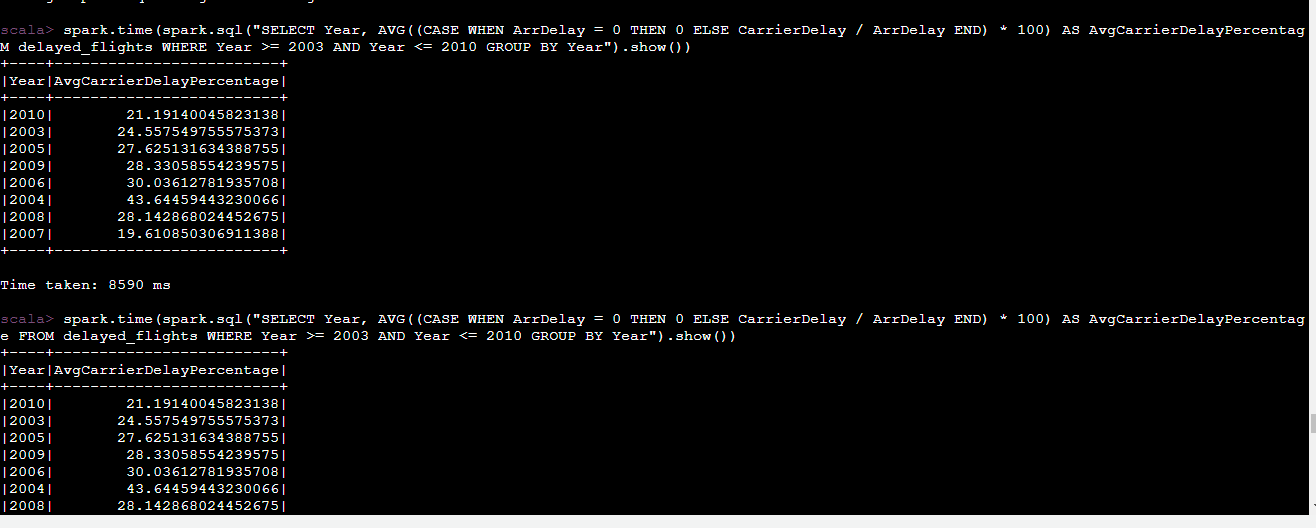 scala> spark.time(spark.sql("SELECT Year, AVG((CASE WHEN ArrDelay = 0 THEN 0 ELSE CarrierDelay / ArrDelay END) * 100) AS AvgCarrierDelayPercentag
M delayed_flights WHERE Year >= 2003 AND Year <= 2010 GROUP BY Year").show())
+----+-------------------------+
|Year|AvgCarrierDelayPercentage|
+----+-------------------------+
|2010|        21.19140045823138|
|2003|       24.557549755575373|
|2005|       27.625131634388755|
|2009|        28.33058554239575|
|2006|        30.03612781935708|
|2004|        43.64459443230066|
|2008|       28.142868024452675|
|2007|       19.610850306911388|
+----+-------------------------+
Time taken: 8590 ms
scala> spark.time(spark.sql("SELECT Year, AVG((CASE WHEN ArrDelay = 0 THEN 0 ELSE CarrierDelay / ArrDelay END) * 100) AS AvgCarrierDelayPercentag
e FROM delayed_flights WHERE Year >= 2003 AND Year <= 2010 GROUP BY Year").show())
+----+-------------------------+
|Year|AvgCarrierDelayPercentage|
+----+-------------------------+
|2010|        21.19140045823138|
|2003|       24.557549755575373|
|2005|       27.625131634388755|
|2009|        28.33058554239575|
|2006|        30.03612781935708|
|2004|        43.64459443230066|
|2008|       28.142868024452675|